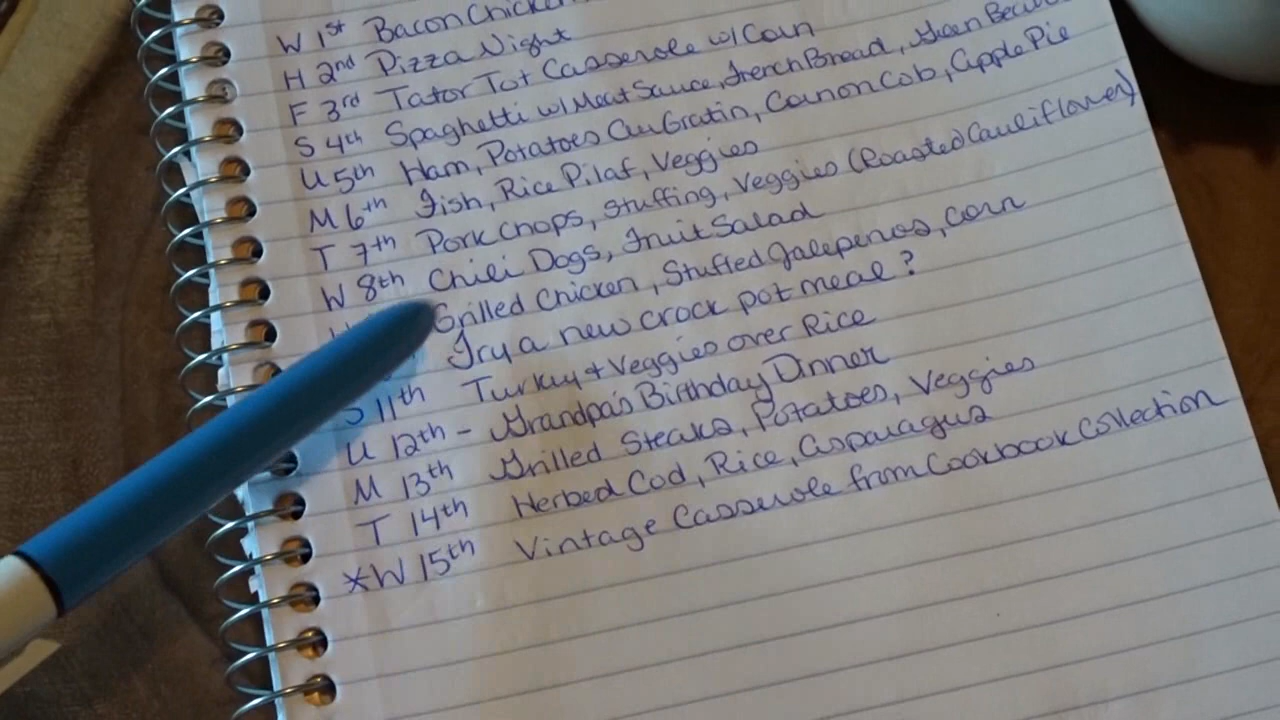 W 1st Bacon Chicken
H 2nd Pizza Night
F 3rd Tator Tot Casserole w/ Corn
S 4th Spaghetti w/ Meat Sauce, French Bread, Green Beans
U 5th Ham, Potatoes Au Gratin, Corn on Cob, Apple Pie
M 6th Fish, Rice Pilaf, Veggies
T 7th Pork Chops, Stuffing, Veggies (Roasted Cauliflower)
W 8th Chili Dogs, Fruit Salad
Grilled Chicken, Stuffed Jalepenos, Corn
Try a new crock pot meal?
S 11th Turkey + Veggies over Rice
U 12th - Grandpa's Birthday Dinner
M 13th Grilled Steaks, Potatoes, Veggies
T 14th Herbed Cod, Rice, Asparagus
*W 15th Vintage Casserole from Cookbook Collection